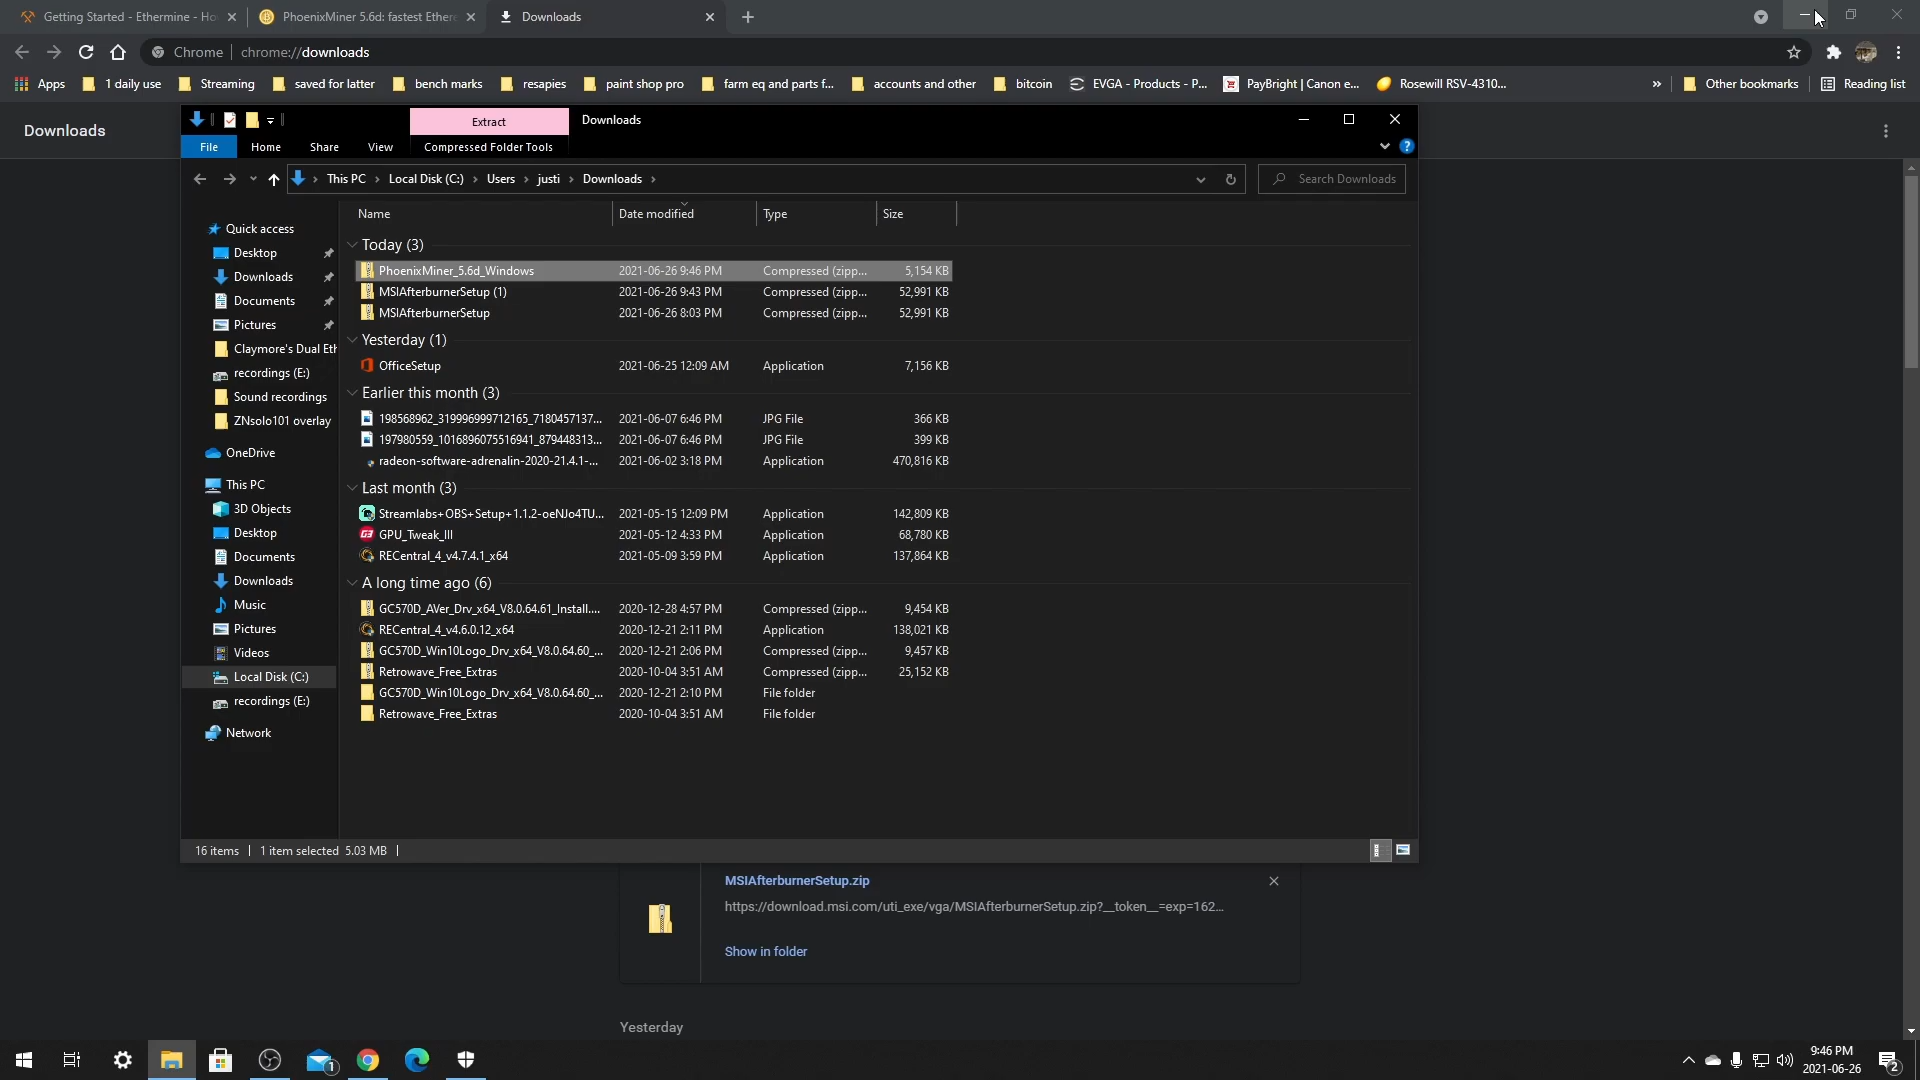 Getting Started - Ethermine - Ho
PhoenixMiner 5.6d: fastest Ethere
Downloads
Chrome | chrome://downloads
Apps
1 daily use
Streaming
saved for latter
bench marks
resapies
paint shop pro
farm eq and parts f...
accounts and other
bitcoin
EVGA - Products - P...
PayBright | Canon e...
Rosewill RSV-4310...
»
Other bookmarks
Reading list
Downloads
Extract
Downloads
File
Home
Share
View
Compressed Folder Tools
This PC > Local Disk (C:) > Users > justi > Downloads >
Search Downloads
Name
Date modified
Type
Size
Quick access
Desktop
Downloads
Documents
Pictures
Claymore's Dual Eth
recordings (E:)
Sound recordings
ZNsolo101 overlay
OneDrive
This PC
3D Objects
Desktop
Documents
Downloads
Music
Pictures
Videos
Local Disk (C:)
recordings (E:)
Network
Today (3)
PhoenixMiner_5.6d_Windows 2021-06-26 9:46 PM Compressed (zipp... 5,154 KB
MSIAfterburnerSetup (1) 2021-06-26 9:43 PM Compressed (zipp... 52,991 KB
MSIAfterburnerSetup 2021-06-26 8:03 PM Compressed (zipp... 52,991 KB
Yesterday (1)
OfficeSetup 2021-06-25 12:09 AM Application 7,156 KB
Earlier this month (3)
198568962_319996999712165_7180457137... 2021-06-07 6:46 PM JPG File 366 KB
197980559_1016896075516941_879448313... 2021-06-07 6:46 PM JPG File 399 KB
radeon-software-adrenalin-2020-21.4.1-... 2021-06-02 3:18 PM Application 470,816 KB
Last month (3)
Streamlabs+OBS+Setup+1.1.2-oeNJo4TU... 2021-05-15 12:09 PM Application 142,809 KB
GPU_Tweak_III 2021-05-12 4:33 PM Application 68,780 KB
RECentral_4_v4.7.4.1_x64 2021-05-09 3:59 PM Application 137,864 KB
A long time ago (6)
GC570D_AVer_Drv_x64_V8.0.64.61_Install.... 2020-12-28 4:57 PM Compressed (zipp... 9,454 KB
RECentral_4_v4.6.0.12_x64 2020-12-21 2:11 PM Application 138,021 KB
GC570D_Win10Logo_Drv_x64_V8.0.64.60_... 2020-12-21 2:06 PM Compressed (zipp... 9,457 KB
Retrowave_Free_Extras 2020-10-04 3:51 AM Compressed (zipp... 25,152 KB
GC570D_Win10Logo_Drv_x64_V8.0.64.60_... 2020-12-21 2:10 PM File folder
Retrowave_Free_Extras 2020-10-04 3:51 AM File folder
16 items | 1 item selected 5.03 MB |
MSIAfterburnerSetup.zip
https://download.msi.com/uti_exe/vga/MSIAfterburnerSetup.zip?__token__=exp=162...
Show in folder
Yesterday
1
9:46 PM
2021-06-26
2